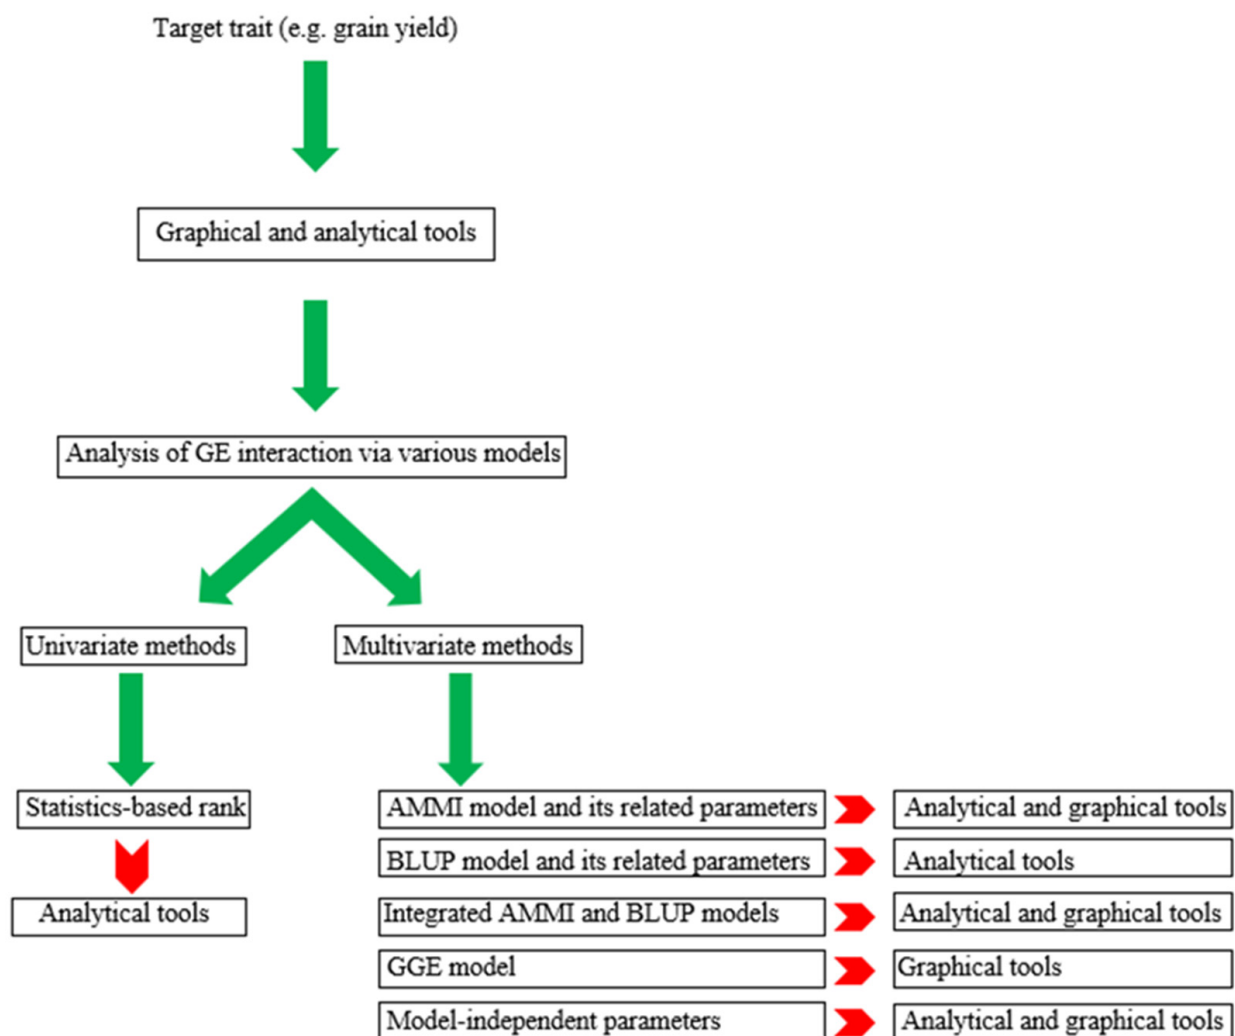 Target trait (e.g. grain yield)
Graphical and analytical tools
Analysis of GE interaction via various models
Univariate methods
Multivariate methods
Statistics-based rank
Analytical tools
AMMI model and its related parameters
Analytical and graphical tools
BLUP model and its related parameters
Analytical tools
Integrated AMMI and BLUP models
Analytical and graphical tools
GGE model
Graphical tools
Model-independent parameters
Analytical and graphical tools